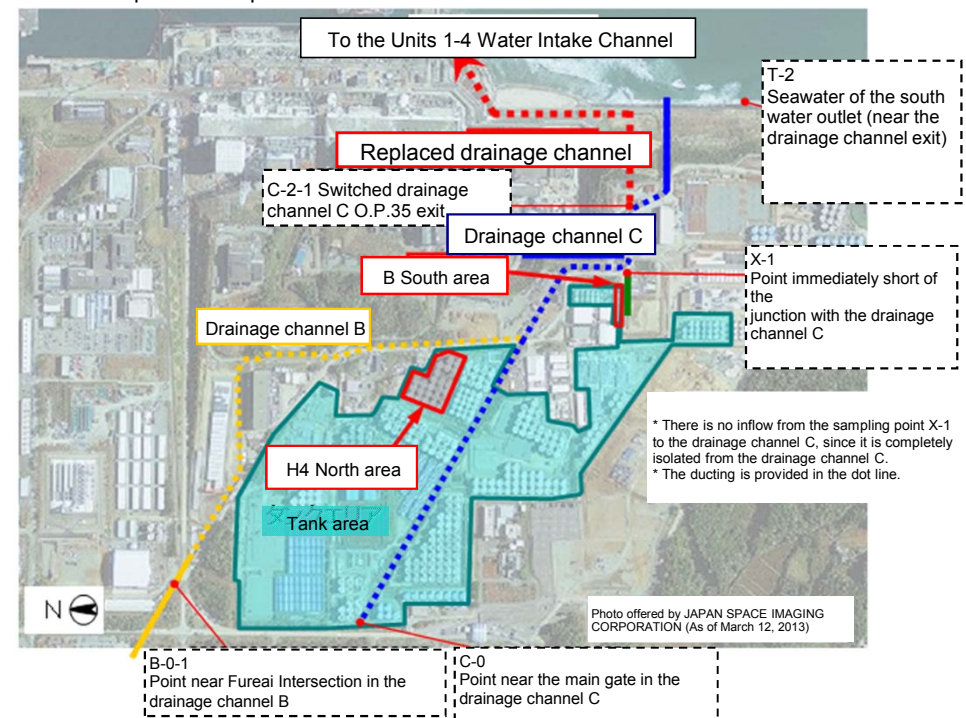 To the Units 1-4 Water Intake Channel
T-2
Seawater of the south
water outlet (near the
drainage channel exit)
Replaced drainage channel
C-2-1 Switched drainage
channel C O.P.35 exit
Drainage channel C
X-1
Point immediately short of
the
junction with the drainage
channel C
B South area
Drainage channel B
* There is no inflow from the sampling point X-1
to the drainage channel C, since it is completely
isolated from the drainage channel C.
* The ducting is provided in the dot line.
H4 North area
タンクエリア
Tank area
N
Photo offered by JAPAN SPACE IMAGING
CORPORATION (As of March 12, 2013)
B-0-1
Point near Fureai Intersection in the
drainage channel B
C-0
Point near the main gate in the
drainage channel C